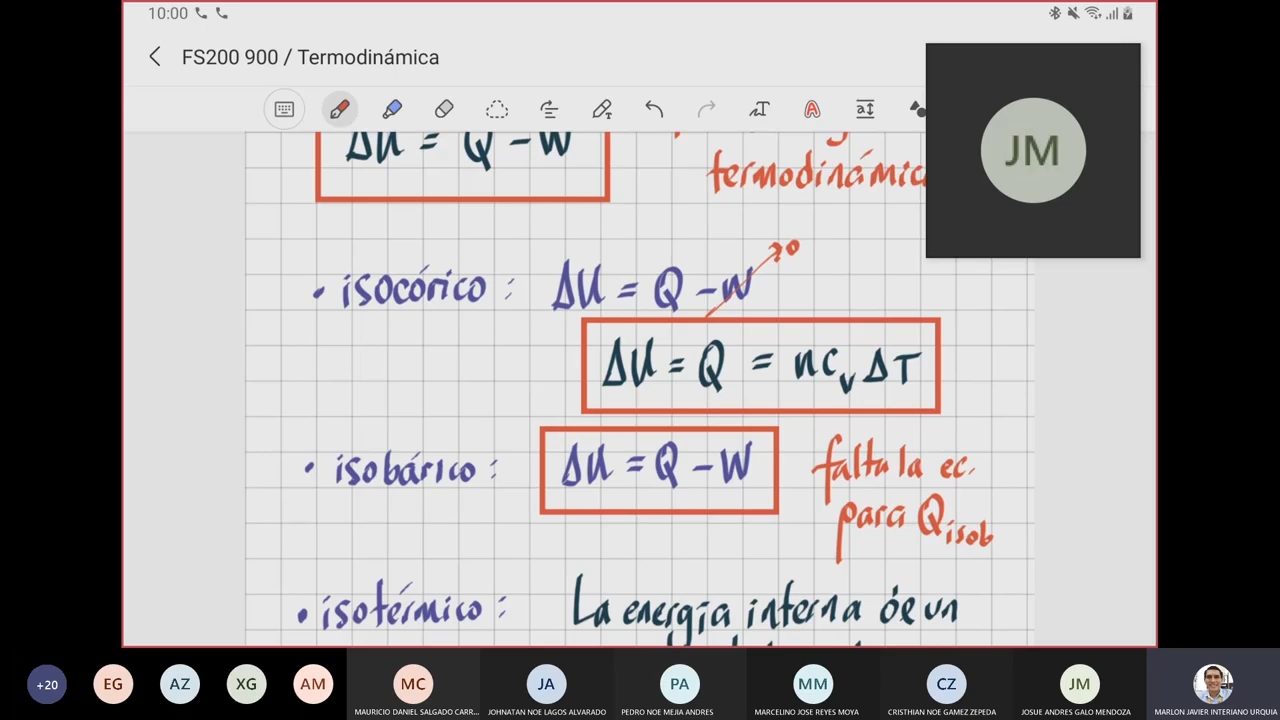 10:00
FS200 900 / Termodinámica
JM
ΔU = Q - W
termodinámic
• isocórico : ΔU = Q - W → 0
ΔU = Q = n c_v ΔT
• isobárico : ΔU = Q - W
falta la ec.
para Q_isob
• isotérmico : La energía interna de un
+20
EG
AZ
XG
AM
MC
MAURICIO DANIEL SALGADO CARR...
JA
JOHNATAN NOE LAGOS ALVARADO
PA
PEDRO NOE MEJIA ANDRES
MM
MARCELINO JOSE REYES MOYA
CZ
CRISTHIAN NOE GAMEZ ZEPEDA
JM
JOSUE ANDRES GALO MENDOZA
MARLON JAVIER INTERIANO URQUIA